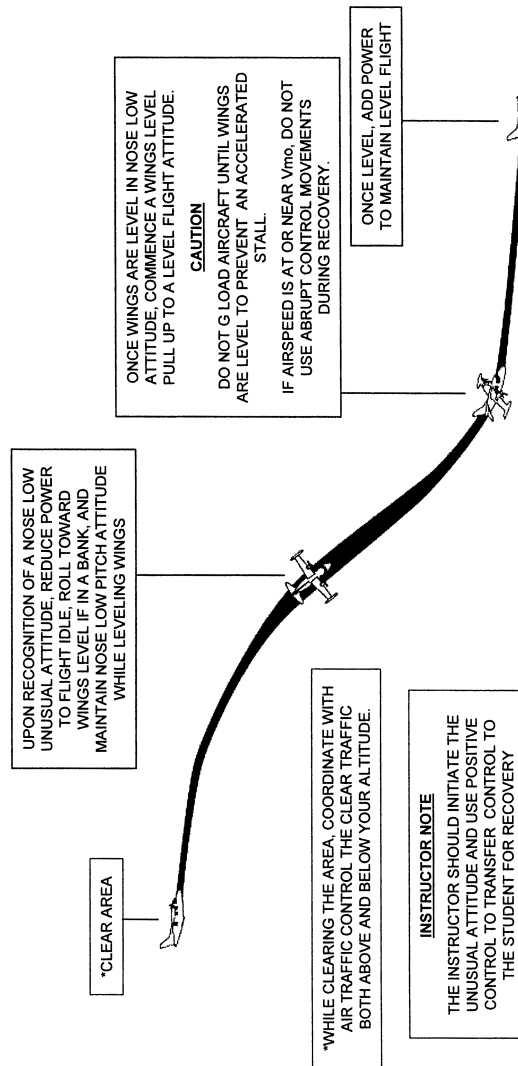 *CLEAR AREA
UPON RECOGNITION OF A NOSE LOW
UNUSUAL ATTITUDE, REDUCE POWER
TO FLIGHT IDLE, ROLL TOWARD
WINGS LEVEL IF IN A BANK, AND
MAINTAIN NOSE LOW PITCH ATTITUDE
WHILE LEVELING WINGS
ONCE WINGS ARE LEVEL IN NOSE LOW
ATTITUDE, COMMENCE A WINGS LEVEL
PULL UP TO A LEVEL FLIGHT ATTITUDE.
CAUTION
DO NOT G LOAD AIRCRAFT UNTIL WINGS
ARE LEVEL TO PREVENT AN ACCELERATED
STALL.
IF AIRSPEED IS AT OR NEAR Vmo, DO NOT
USE ABRUPT CONTROL MOVEMENTS
DURING RECOVERY.
ONCE LEVEL, ADD POWER
TO MAINTAIN LEVEL FLIGHT
*WHILE CLEARING THE AREA, COORDINATE WITH
AIR TRAFFIC CONTROL THE CLEAR TRAFFIC
BOTH ABOVE AND BELOW YOUR ALTITUDE.
INSTRUCTOR NOTE
THE INSTRUCTOR SHOULD INITIATE THE
UNUSUAL ATTITUDE AND USE POSITIVE
CONTROL TO TRANSFER CONTROL TO
THE STUDENT FOR RECOVERY